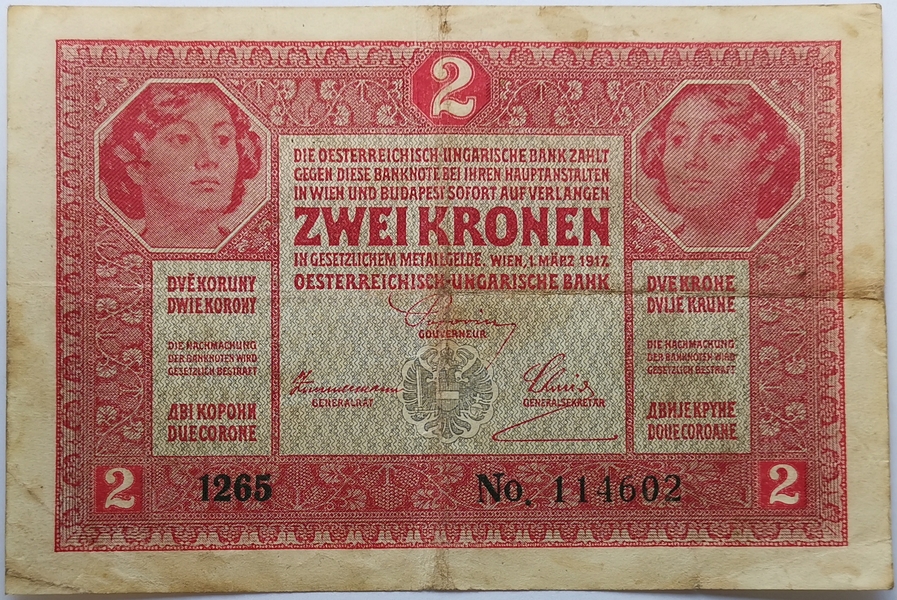 2
DIE OESTERREICHISCH-UNGARISCHE BANK ZAHLT
GEGEN DIESE BANKNOTE BEI IHREN HAUPTANSTALTEN
IN WIEN UND BUDAPEST SOFORT AUF VERLANGEN
ZWEI KRONEN
IN GESETZLICHEM METALLGELDE. WIEN, 1. MÄRZ 1917.
OESTERREICHISCH-UNGARISCHE BANK
GOUVERNEUR
Zimmermann
GENERALRAT
Schmid
GENERALSEKRETÄR
DVĚ KORUNY
DWIE KORONY
DIE NACHMACHUNG
DER BANKNOTEN WIRD
GESETZLICH BESTRAFT
ДВІ КОРОНИ
DUE CORONE
DVE KRONE
DVIJE KRUNE
DIE NACHMACHUNG
DER BANKNOTEN WIRD
GESETZLICH BESTRAFT
ДВИЈЕ КРУНЕ
DOUE COROANE
2
1265
No. 114602
2